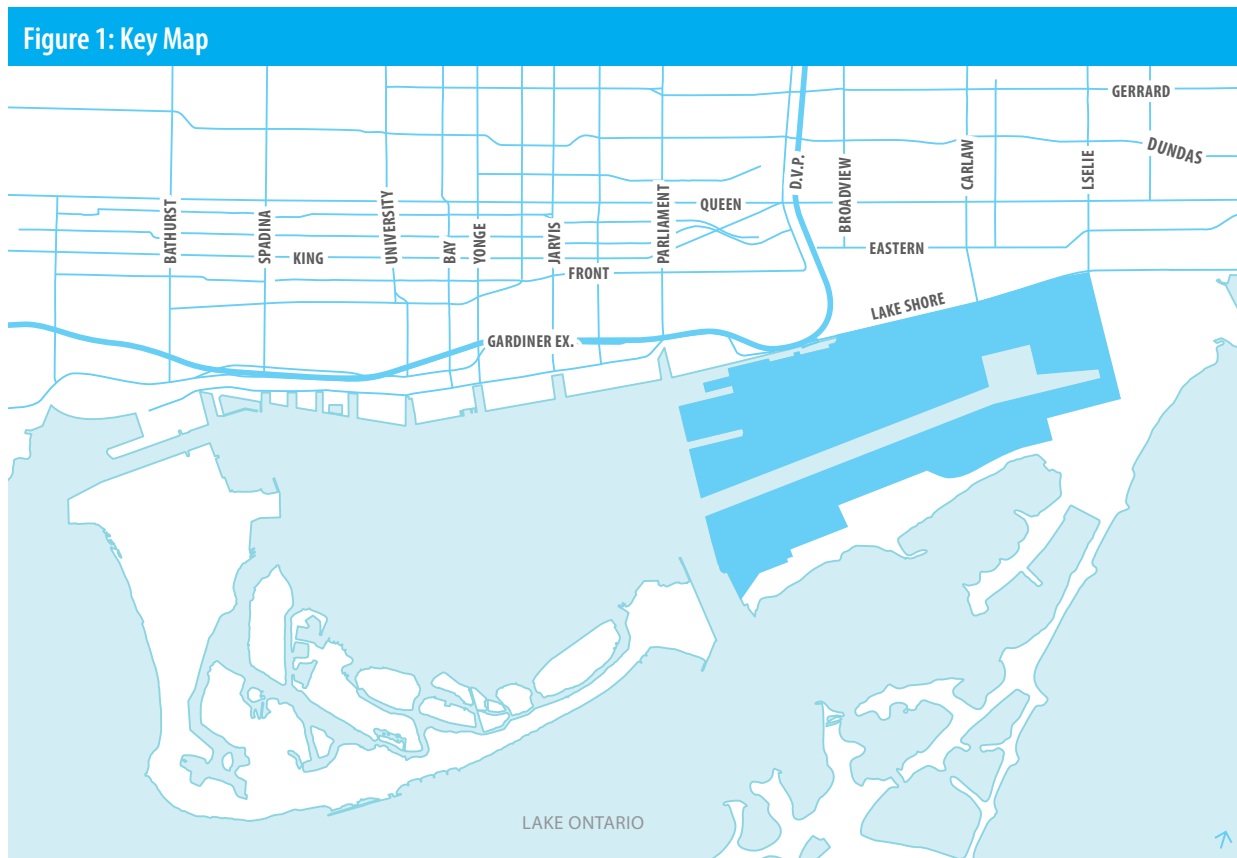 Figure 1: Key Map
GERRARD
DUNDAS
BATHURST
SPADINA
UNIVERSITY
BAY
YONGE
JARVIS
PARLIAMENT
D.V.P.
BROADVIEW
CARLAW
LSELIE
QUEEN
KING
EASTERN
FRONT
LAKE SHORE
GARDINER EX.
LAKE ONTARIO